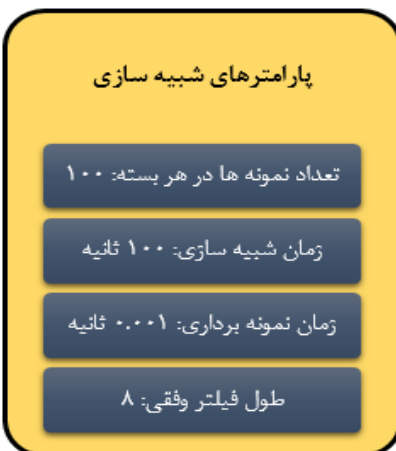 پارامترهای شبیه سازی
تعداد نمونه ها در هر بسته: ۱۰۰
زمان شبیه سازی: ۱۰۰ ثانیه
زمان نمونه برداری: ۰.۰۰۱ ثانیه
طول فیلتر وفقی: ۸